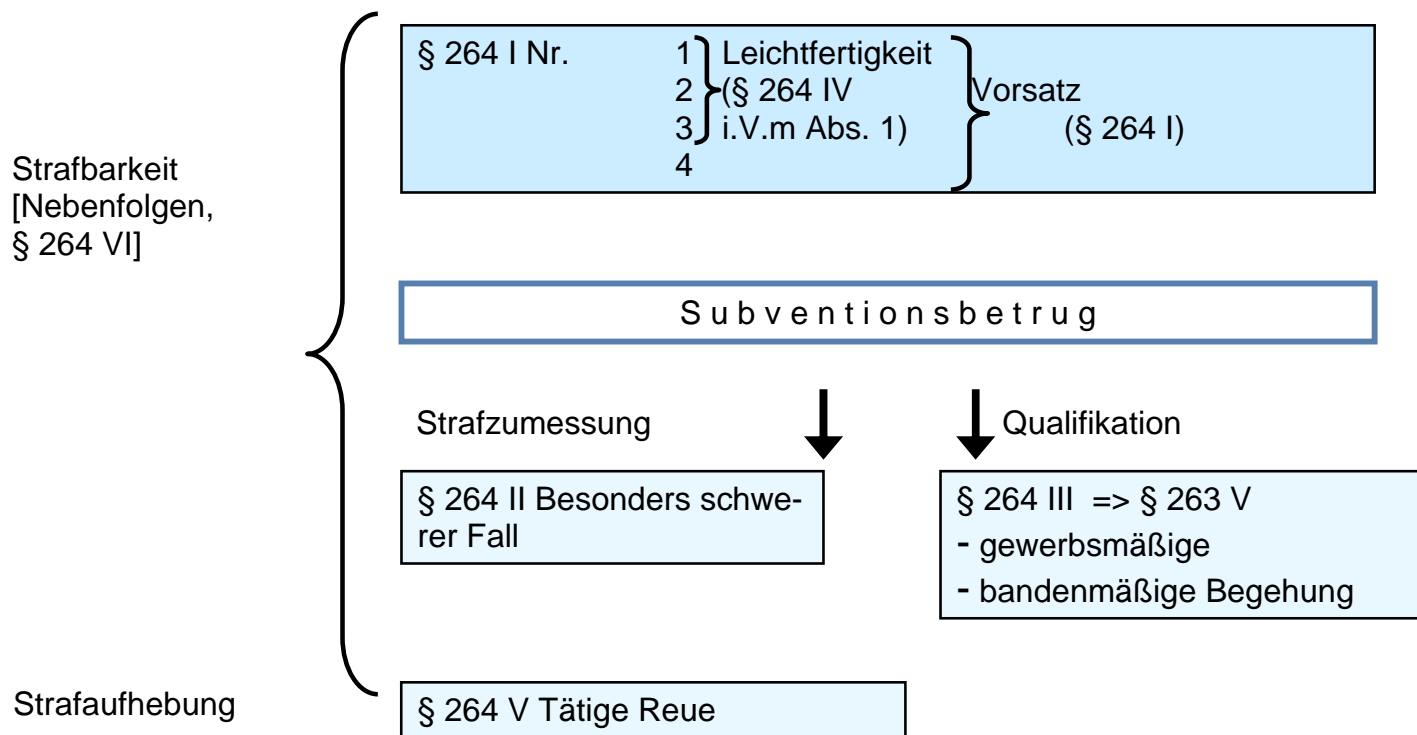 § 264 I Nr. 1 Leichtfertigkeit
2 (§ 264 IV Vorsatz
3 i.V.m Abs. 1) (§ 264 I)
4
Strafbarkeit
[Nebenfolgen,
§ 264 VI]
Subventionsbetrug
Strafzumessung
Qualifikation
§ 264 II Besonders schwe-
rer Fall
§ 264 III => § 263 V
- gewerbsmäßige
- bandenmäßige Begehung
Strafaufhebung
§ 264 V Tätige Reue